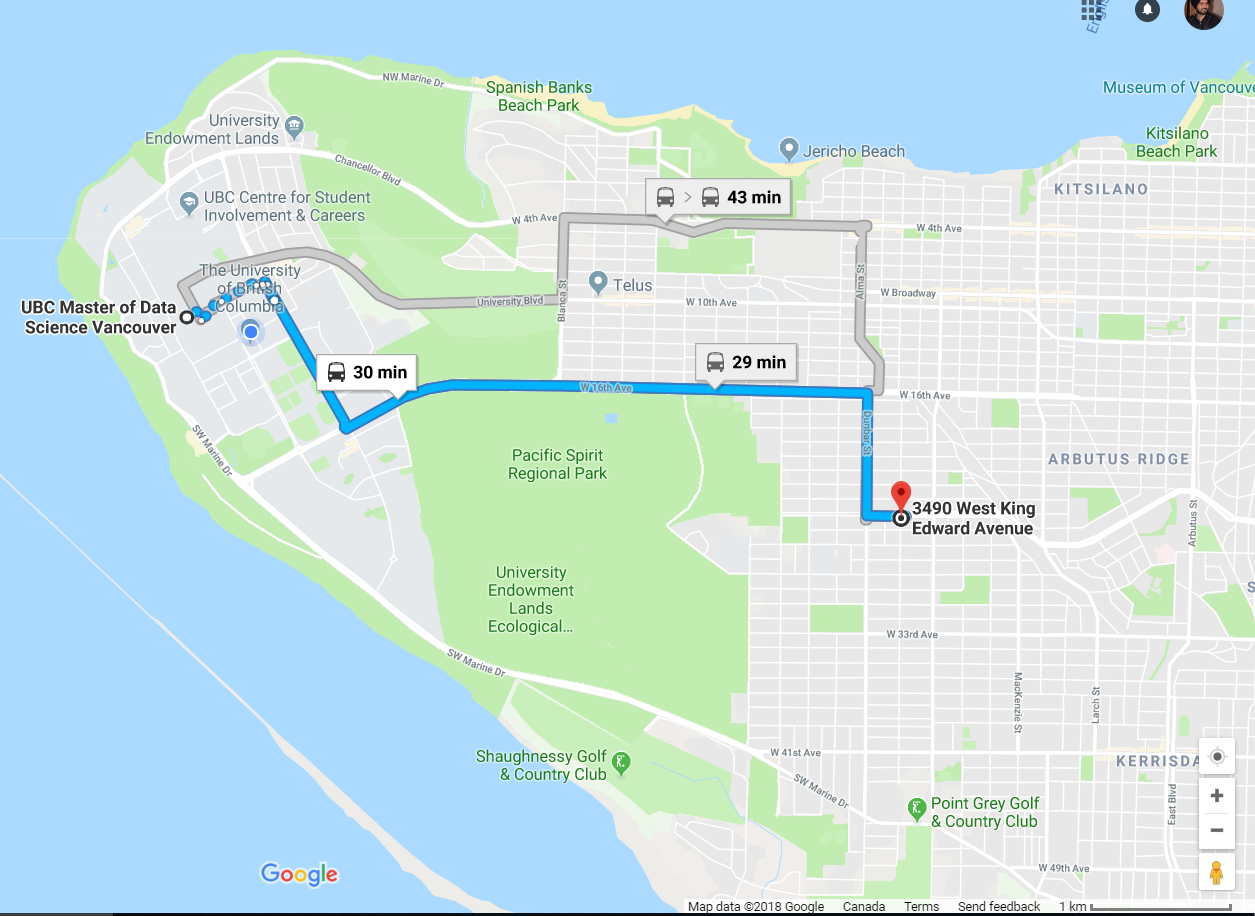 NW Marine Dr
Spanish Banks
Beach Park
Museum of Vancouve
University
Endowment Lands
Kitsilano
Beach Park
Jericho Beach
Chancellor Blvd
KITSILANO
UBC Centre for Student
Involvement & Careers
43 min
W 4th Ave
W 4th Ave
The University
of British
Columbia
Telus
Alma St
Blanca St
W Broadway
University Blvd
W 10th Ave
UBC Master of Data
Science Vancouver
30 min
29 min
W 16th Ave
W 16th Ave
Dunbar St
SW Marine Dr
Pacific Spirit
Regional Park
ARBUTUS RIDGE
3490 West King
Edward Avenue
Arbutus St
University
Endowment
Lands
Ecological...
W 33rd Ave
SW Marine Dr
MacKenzie St
Larch St
Shaughnessy Golf
& Country Club
W 41st Ave
KERRISDA
SW Marine Dr
East Blvd
Point Grey Golf
& Country Club
W 49th Ave
Google
Map data ©2018 Google Canada Terms Send feedback 1 km